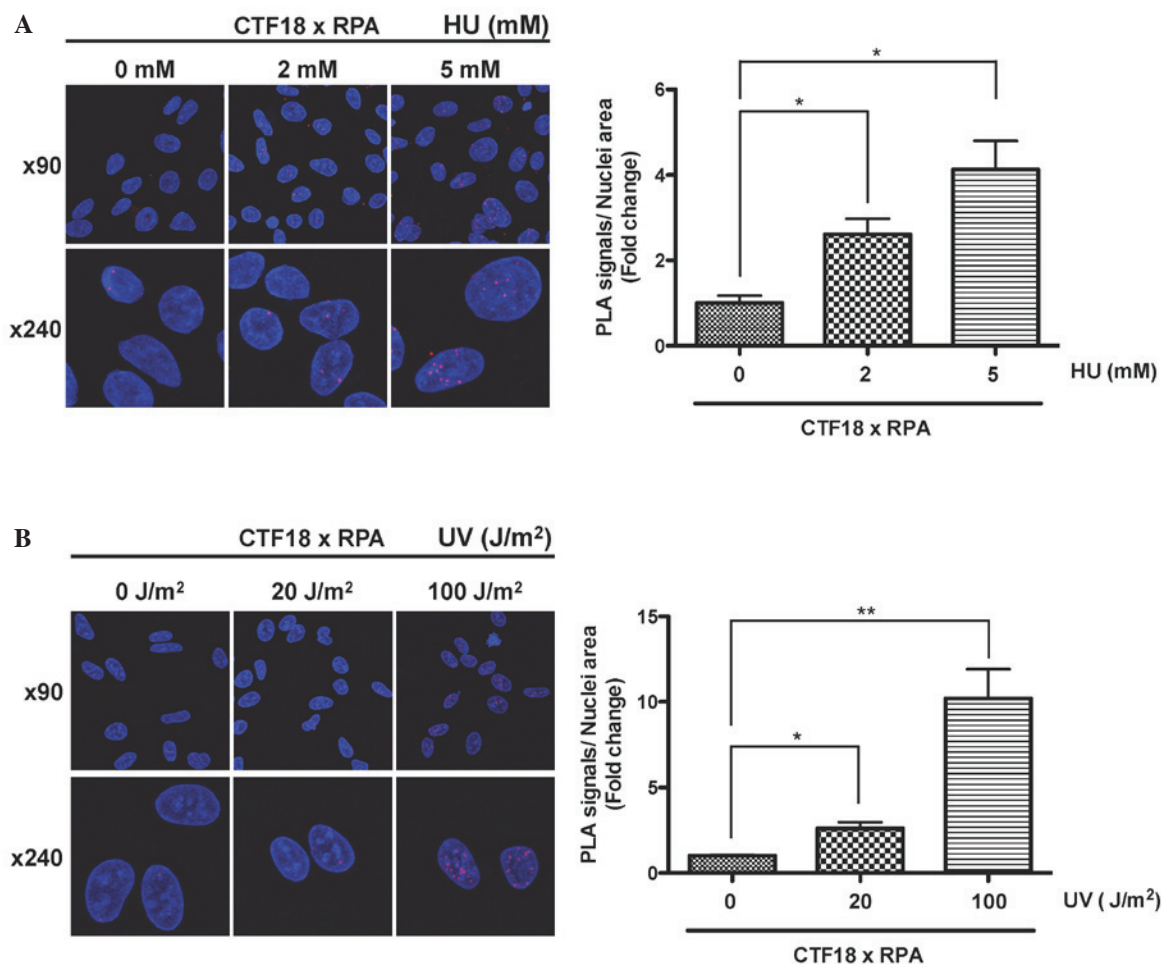 A
CTF18 x RPA HU (mM)
0 mM 2 mM 5 mM
x90
x240
PLA signals/ Nuclei area
(Fold change)
6
4
2
0
*
*
0 2 5 HU (mM)
CTF18 x RPA
B
CTF18 x RPA UV (J/m²)
0 J/m² 20 J/m² 100 J/m²
x90
x240
PLA signals/ Nuclei area
(Fold change)
15
10
5
0
**
*
0 20 100 UV ( J/m²)
CTF18 x RPA